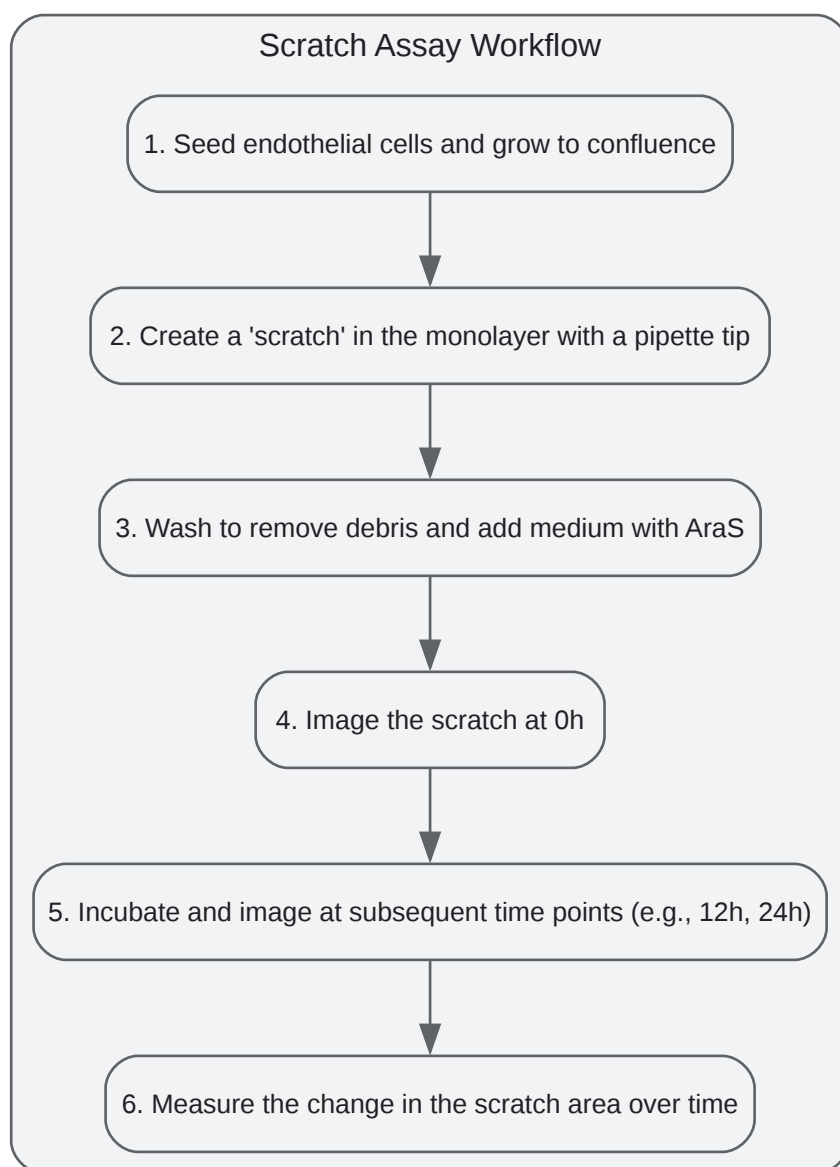 Scratch Assay Workflow
1. Seed endothelial cells and grow to confluence
2. Create a 'scratch' in the monolayer with a pipette tip
3. Wash to remove debris and add medium with AraS
4. Image the scratch at 0h
5. Incubate and image at subsequent time points (e.g., 12h, 24h)
6. Measure the change in the scratch area over time